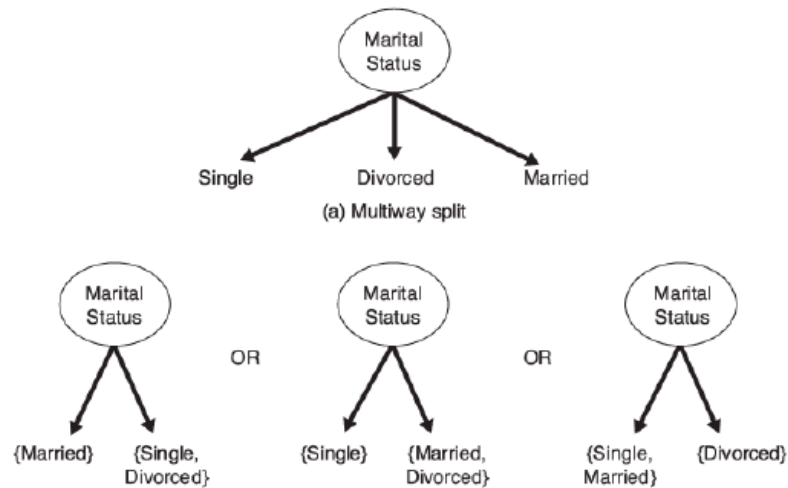 Marital
Status
Single Divorced Married
(a) Multiway split
Marital
Status
OR
Marital
Status
OR
Marital
Status
{Married}
{Single,
Divorced}
{Single}
{Married,
Divorced}
{Single,
Married}
{Divorced}